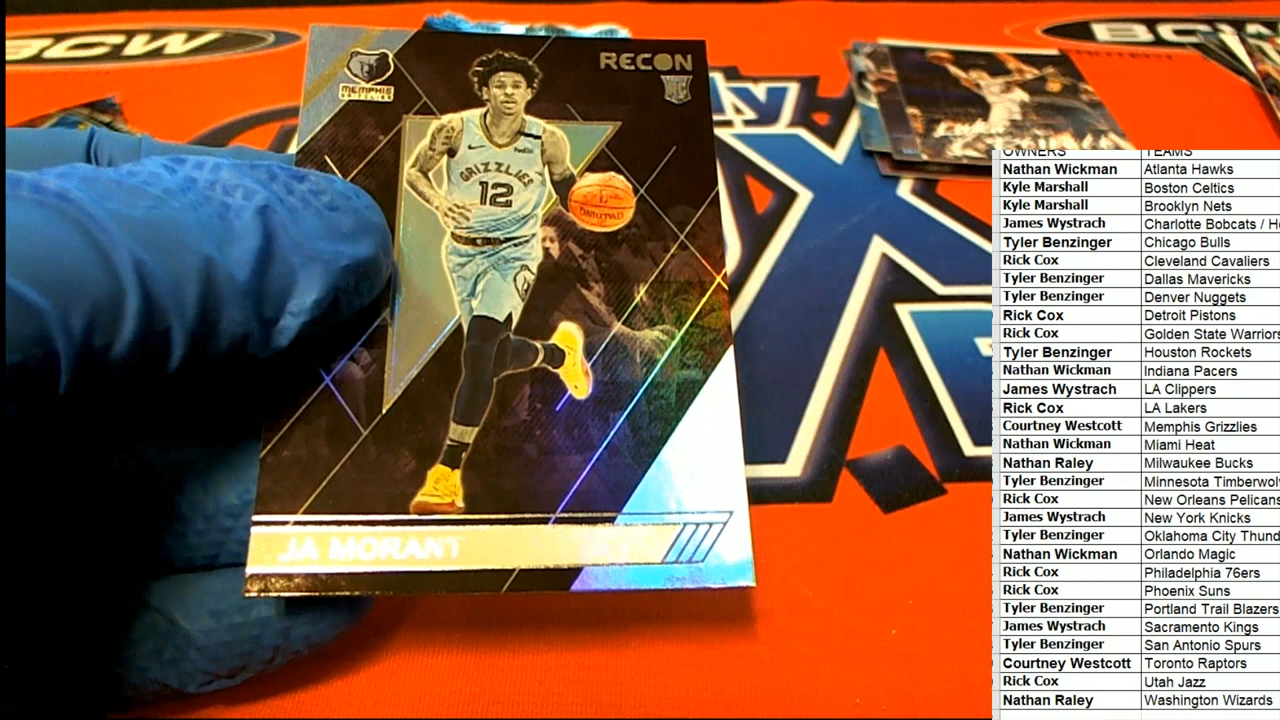 BCW
BCW
RECON
RC
MEMPHIS
GRIZZLIES
FedEx
GRIZZLIES
12
JA MORANT
OWNERS TEAMS
Nathan Wickman Atlanta Hawks
Kyle Marshall Boston Celtics
Kyle Marshall Brooklyn Nets
James Wystrach Charlotte Bobcats / H
Tyler Benzinger Chicago Bulls
Rick Cox Cleveland Cavaliers
Tyler Benzinger Dallas Mavericks
Tyler Benzinger Denver Nuggets
Rick Cox Detroit Pistons
Rick Cox Golden State Warriors
Tyler Benzinger Houston Rockets
Nathan Wickman Indiana Pacers
James Wystrach LA Clippers
Rick Cox LA Lakers
Courtney Westcott Memphis Grizzlies
Nathan Wickman Miami Heat
Nathan Raley Milwaukee Bucks
Tyler Benzinger Minnesota Timberwol
Rick Cox New Orleans Pelicans
James Wystrach New York Knicks
Tyler Benzinger Oklahoma City Thund
Nathan Wickman Orlando Magic
Rick Cox Philadelphia 76ers
Rick Cox Phoenix Suns
Tyler Benzinger Portland Trail Blazers
James Wystrach Sacramento Kings
Tyler Benzinger San Antonio Spurs
Courtney Westcott Toronto Raptors
Rick Cox Utah Jazz
Nathan Raley Washington Wizards